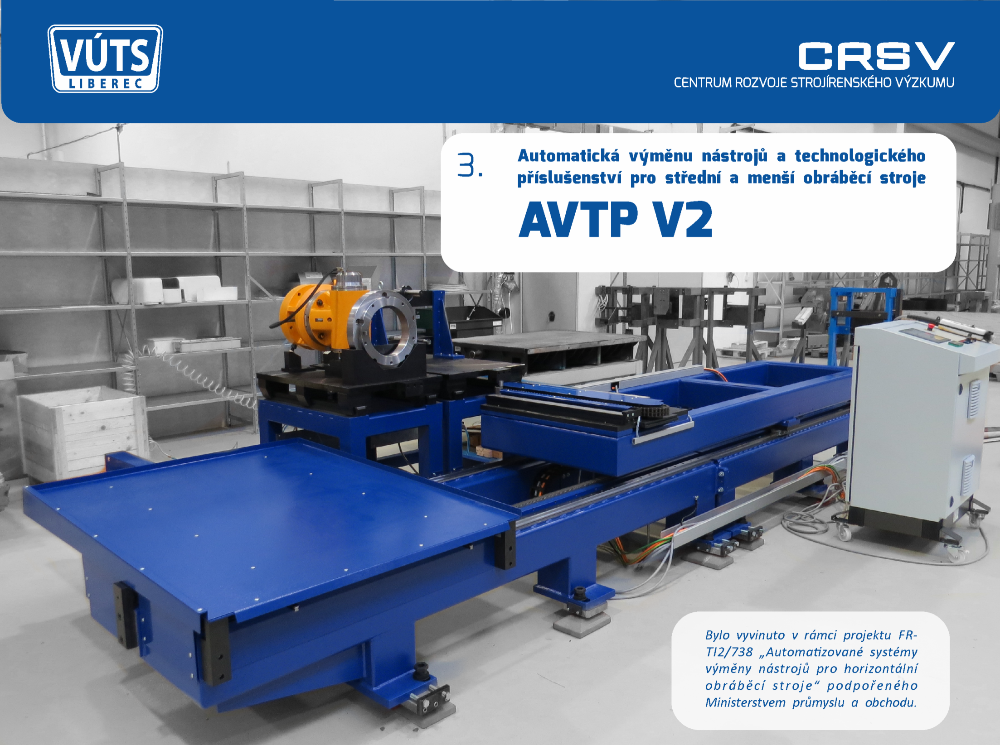 VÚTS
LIBEREC
CRSV
CENTRUM ROZVOJE STROJÍRENSKÉHO VÝZKUMU
3.
Automatická výměnu nástrojů a technologického
příslušenství pro střední a menší obráběcí stroje
AVTP V2
Bylo vyvinuto v rámci projektu FR-
TI2/738 „Automatizované systémy
výměny nástrojů pro horizontální
obráběcí stroje“ podpořeného
Ministerstvem průmyslu a obchodu.